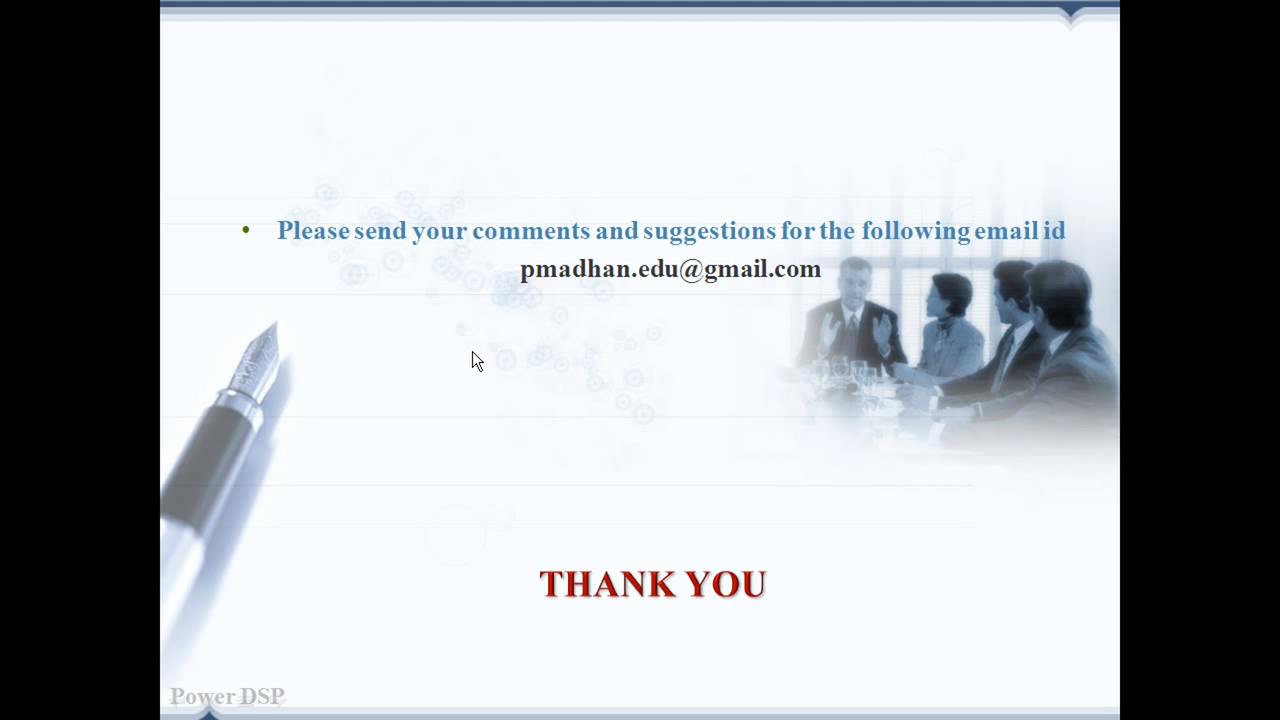 • Please send your comments and suggestions for the following email id
pmadhan.edu@gmail.com
THANK YOU
Power DSP